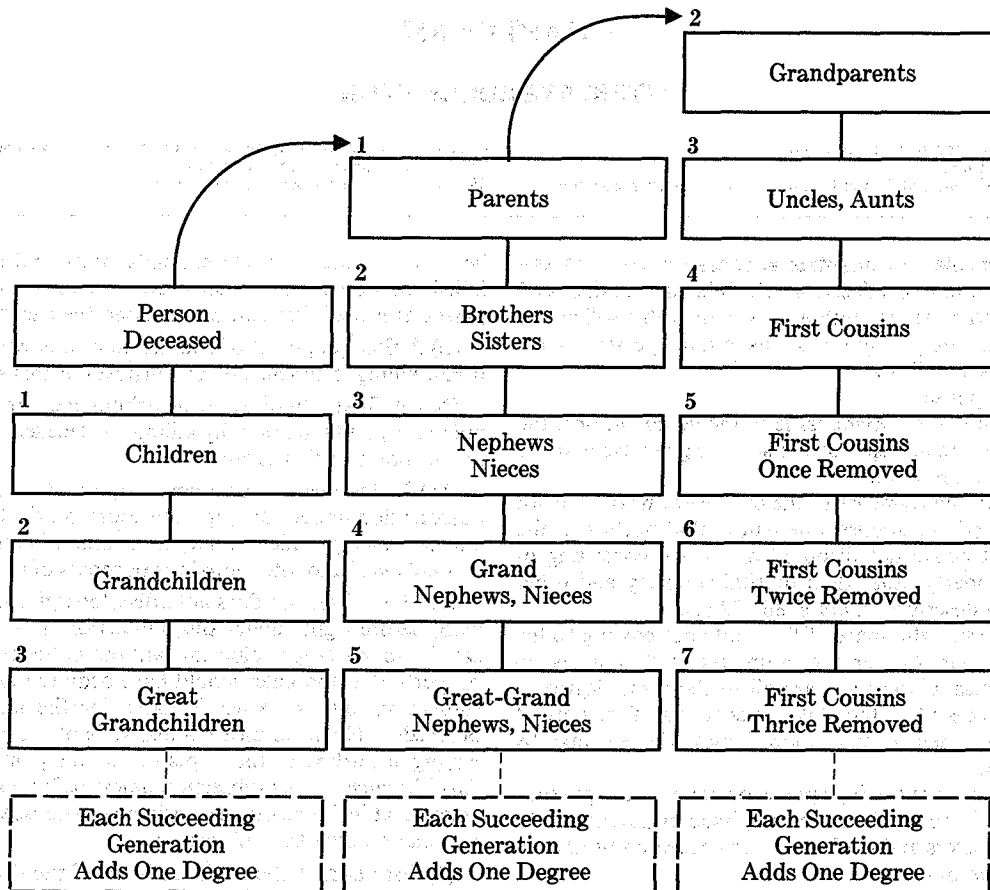 2
Grandparents
1
Parents
3
Uncles, Aunts
Person
Deceased
2
Brothers
Sisters
4
First Cousins
1
Children
3
Nephews
Nieces
5
First Cousins
Once Removed
2
Grandchildren
4
Grand
Nephews, Nieces
6
First Cousins
Twice Removed
3
Great
Grandchildren
5
Great-Grand
Nephews, Nieces
7
First Cousins
Thrice Removed
Each Succeeding
Generation
Adds One Degree
Each Succeeding
Generation
Adds One Degree
Each Succeeding
Generation
Adds One Degree